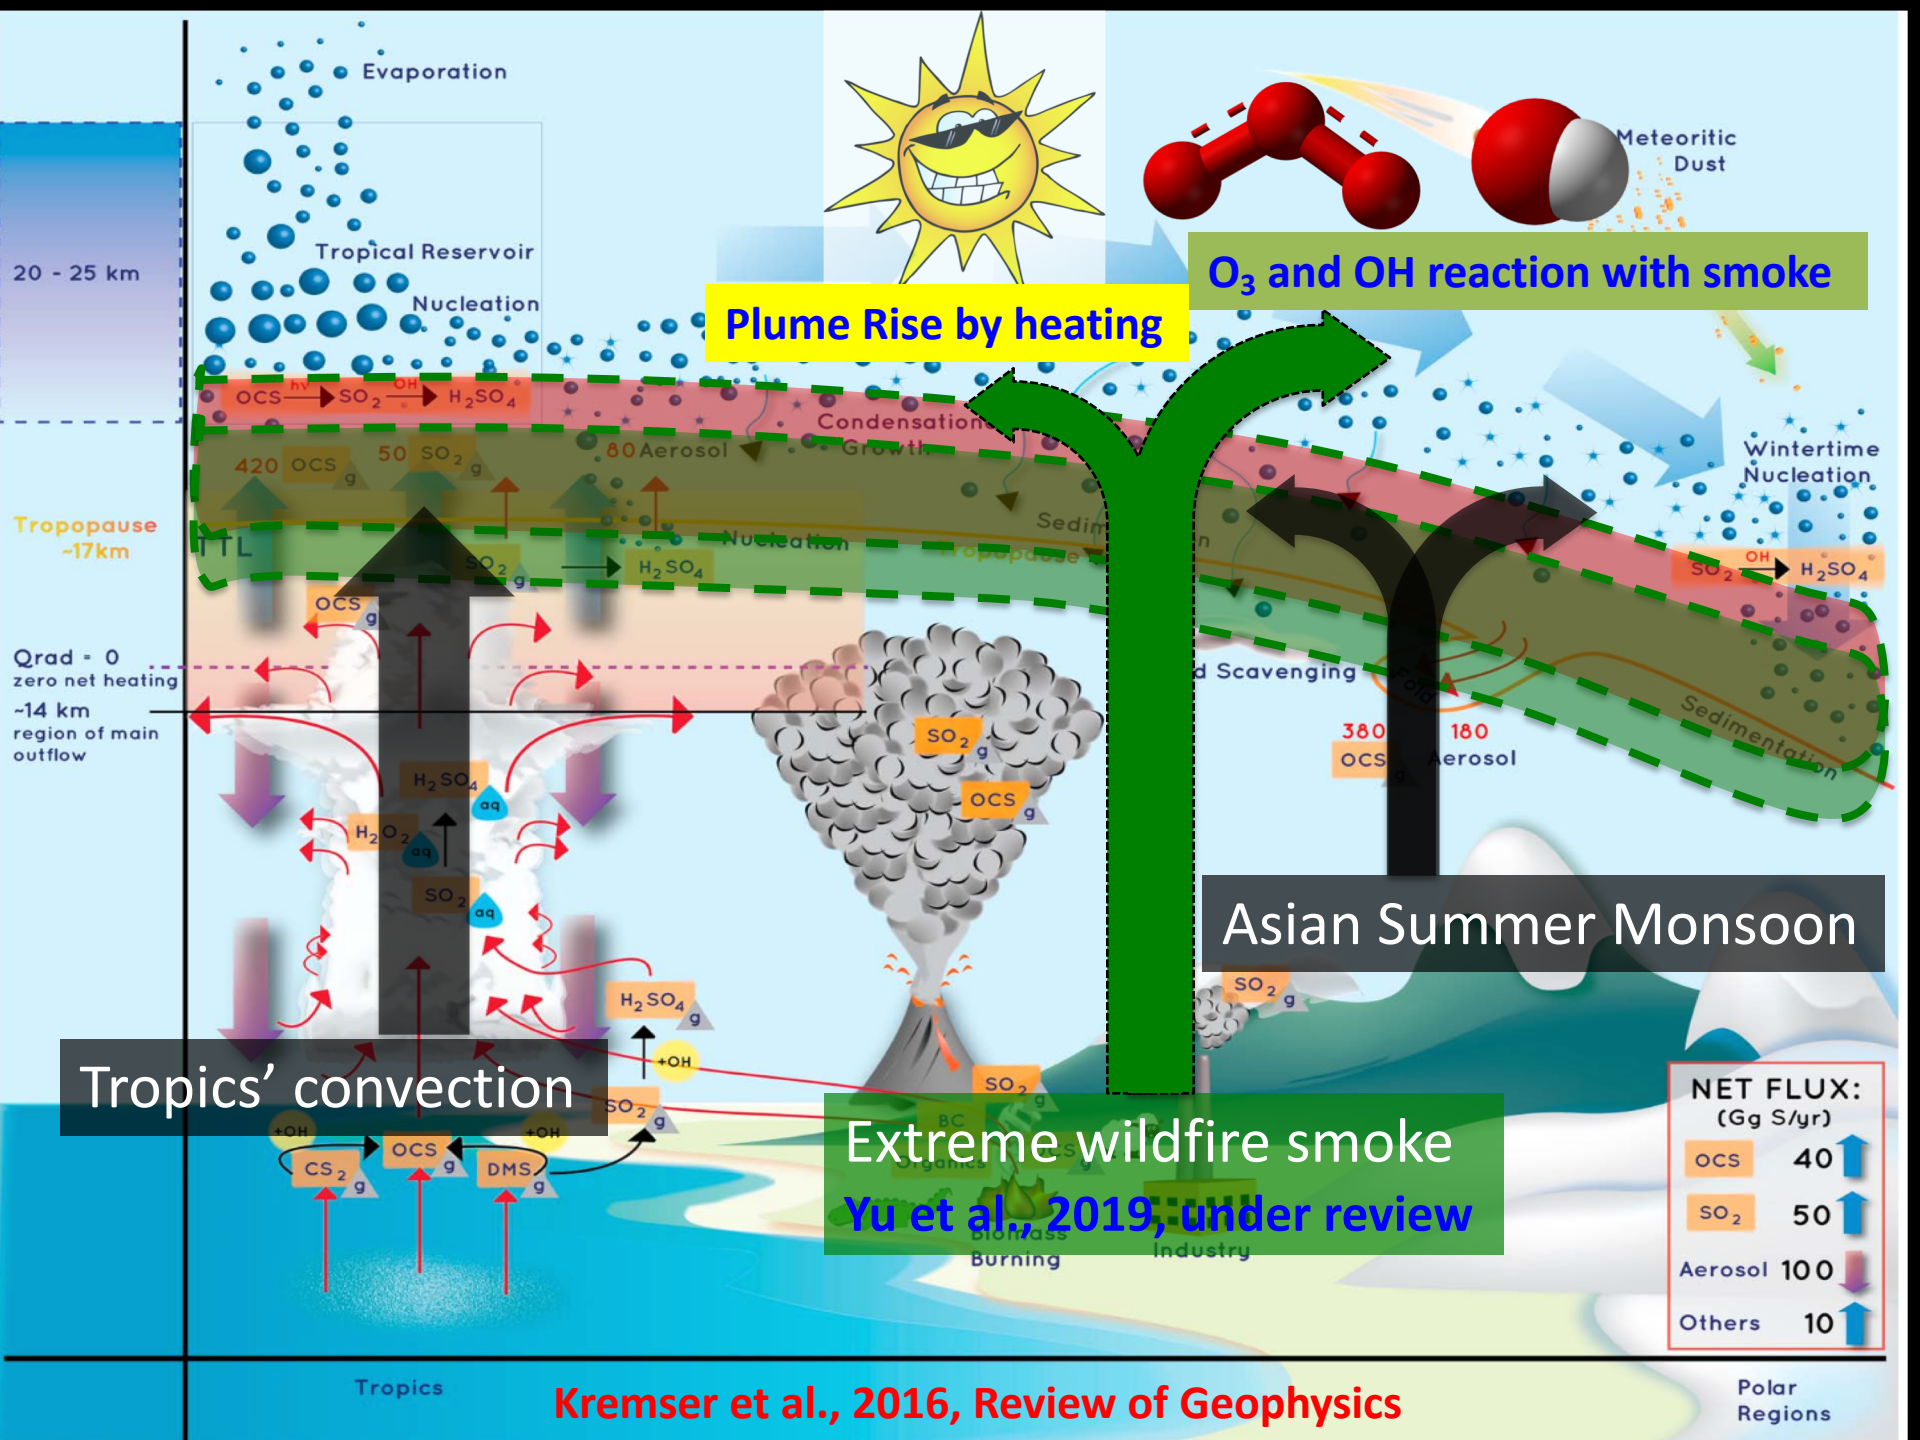 Evaporation
Meteoritic
Dust
Tropical Reservoir
20 - 25 km
O₃ and OH reaction with smoke
Nucleation
Plume Rise by heating
OCS hν SO₂ OH H₂SO₄
Condensation
Growth
420 OCS g
50 SO₂ g
80 Aerosol
Wintertime
Nucleation
Tropopause
~17km
TTL
Nucleation
Tropopause
SO₂ g
H₂SO₄
SO₂ OH H₂SO₄
OCS g
Qrad = 0
zero net heating
~14 km
region of main
outflow
d Scavenging
Fold
Sedimentation
380
OCS
180
Aerosol
SO₂ g
OCS g
H₂SO₄ aq
H₂O₂ aq
SO₂ aq
Asian Summer Monsoon
SO₂ g
H₂SO₄ g
+OH
Tropics’ convection
SO₂ g
+OH
+OH
CS₂ g
OCS g
DMS g
SO₂ g
BC
Organics
Extreme wildfire smoke
Yu et al., 2019, under review
Biomass
Burning
Industry
NET FLUX:
(Gg S/yr)
OCS 40
SO₂ 50
Aerosol 100
Others 10
Tropics
Kremser et al., 2016, Review of Geophysics
Polar
Regions